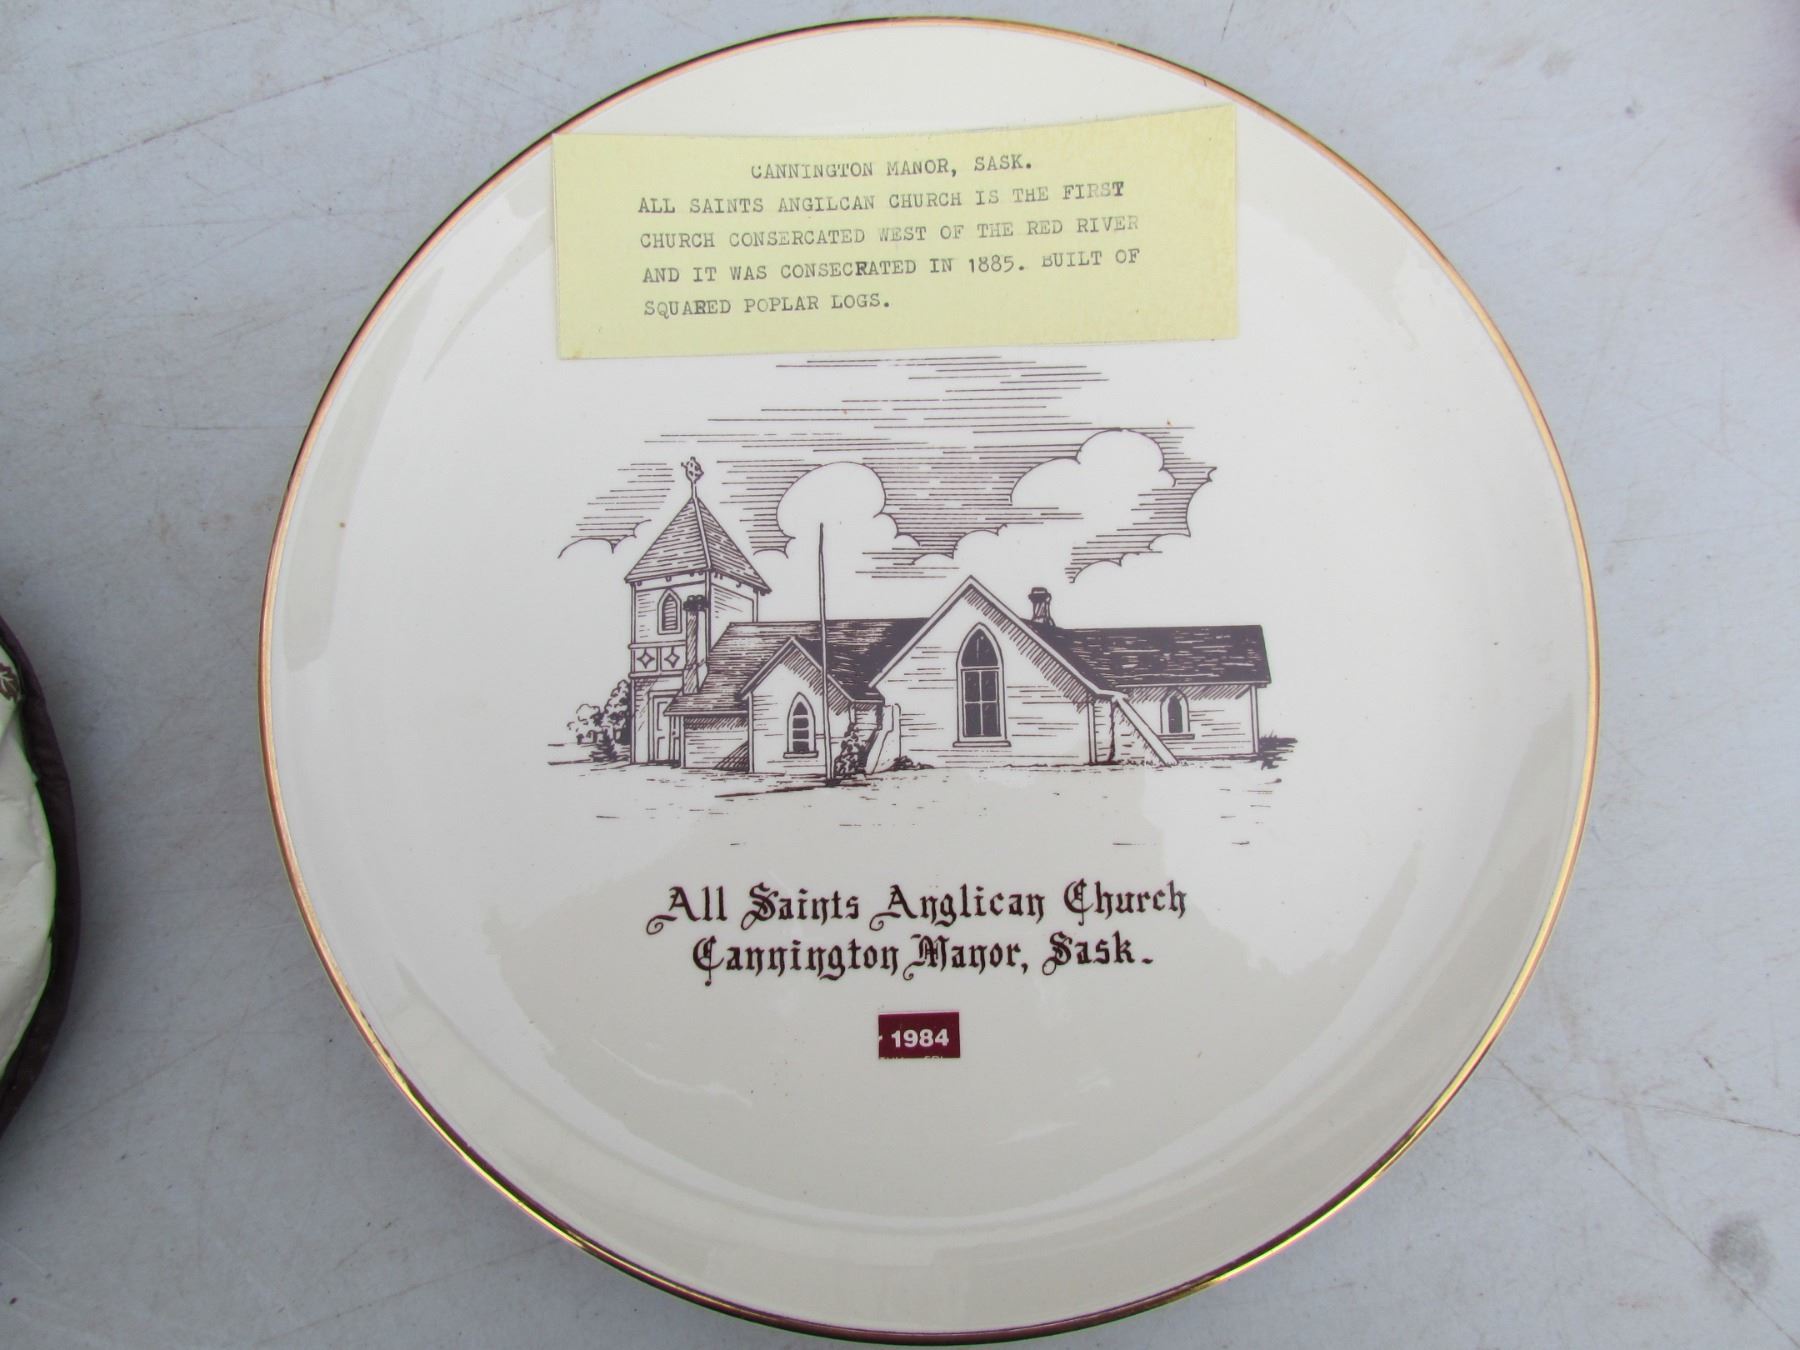 CANNINGTON MANOR, SASK.
ALL SAINTS ANGILCAN CHURCH IS THE FIRST
CHURCH CONSERCATED WEST OF THE RED RIVER
AND IT WAS CONSECRATED IN 1885. BUILT OF
SQUARED POPLAR LOGS.
All Saints Anglican Church
Cannington Manor, Sask.
1984